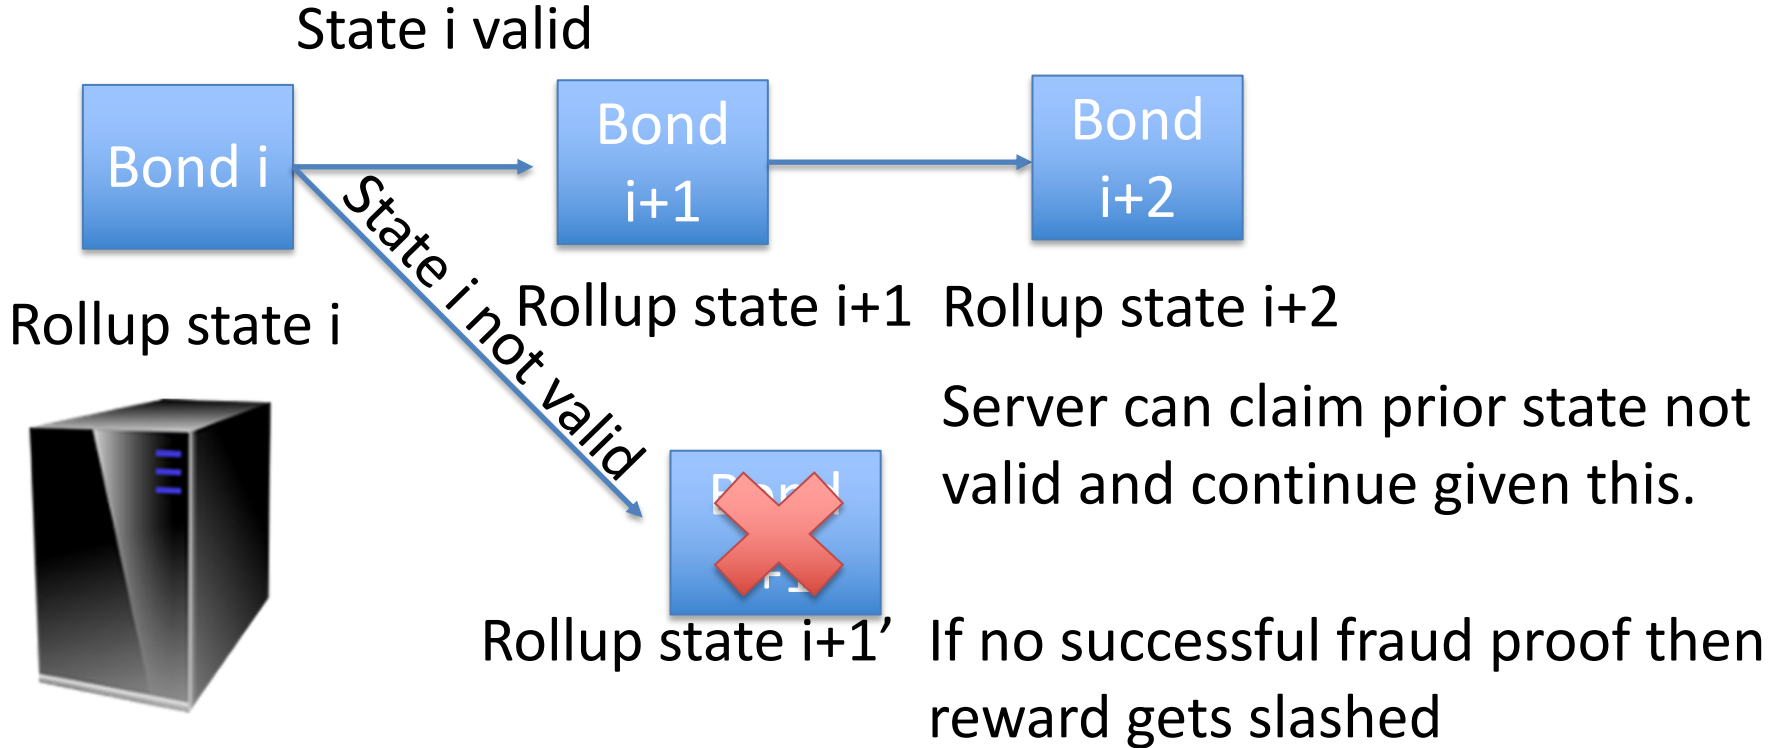 State i valid
Bond i
Bond
i+1
Bond
i+2
State i not valid
Rollup state i
Rollup state i+1
Rollup state i+2
Server can claim prior state not
valid and continue given this.
Bond
Rollup state i+1’
If no successful fraud proof then
reward gets slashed